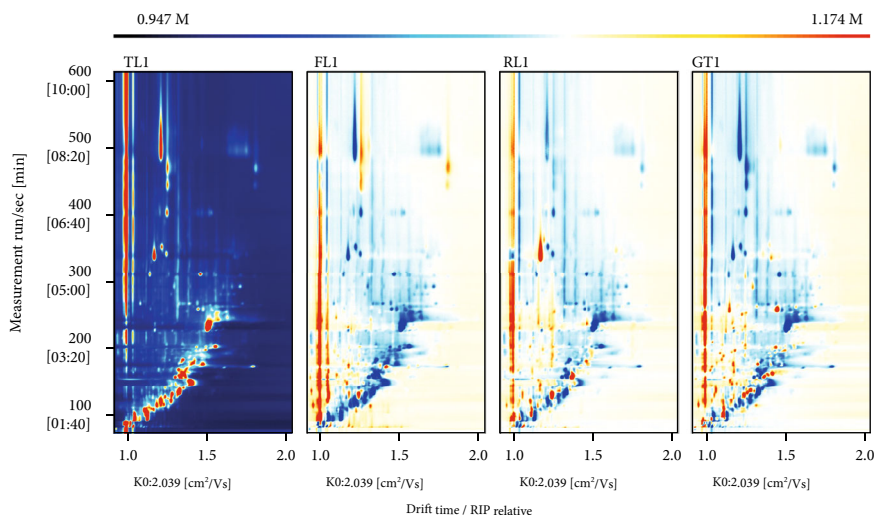 0.947 M
1.174 M
TL1
FL1
RL1
GT1
Measurement run/sec [min]
600
[10:00]
500
[08:20]
400
[06:40]
300
[05:00]
200
[03:20]
100
[01:40]
1.0 1.5 2.0
1.0 1.5 2.0
1.0 1.5 2.0
1.0 1.5 2.0
K0:2.039 [cm²/Vs]
K0:2.039 [cm²/Vs]
K0:2.039 [cm²/Vs]
K0:2.039 [cm²/Vs]
Drift time / RIP relative